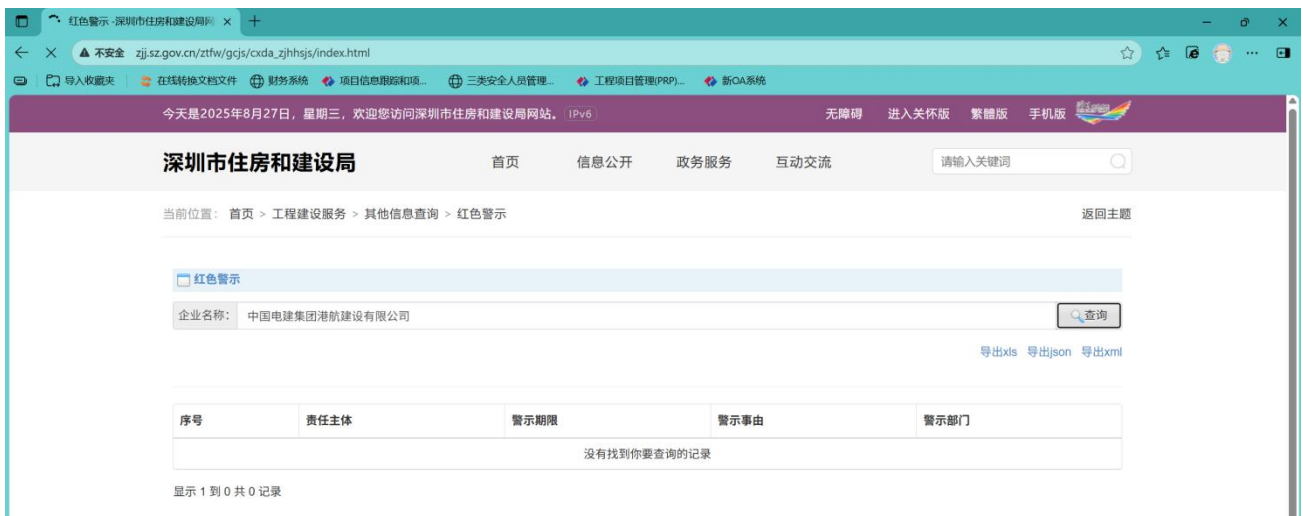 红色警示 -深圳市住房和建设局网
不安全 zjj.sz.gov.cn/ztfw/gcjs/cxda_zjhhsjs/index.html
导入收藏夹 在线转换文档文件 财务系统 项目信息跟踪和项... 三类安全人员管理... 工程项目管理(PRP)... 新OA系统
今天是2025年8月27日，星期三，欢迎您访问深圳市住房和建设局网站。 IPv6 无障碍 进入关怀版 繁體版 手机版
深圳市住房和建设局 首页 信息公开 政务服务 互动交流 请输入关键词
当前位置： 首页 > 工程建设服务 > 其他信息查询 > 红色警示 返回主题
红色警示
企业名称： 中国电建集团港航建设有限公司 查询
导出xls 导出json 导出xml
序号 责任主体 警示期限 警示事由 警示部门
没有找到你要查询的记录
显示 1 到 0 共 0 记录